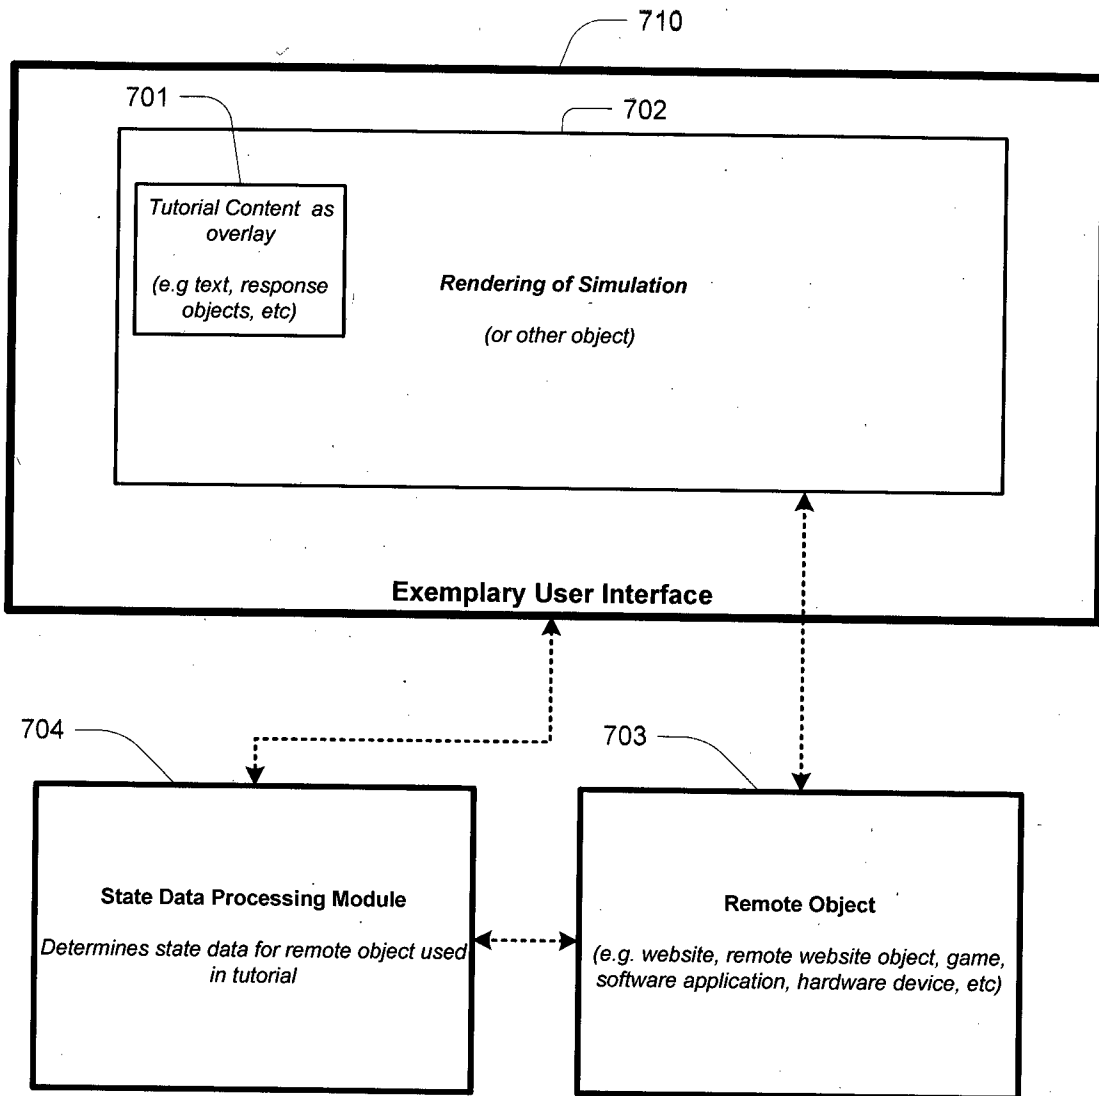 710
701
702
Tutorial Content as
overlay
(e.g text, response
objects, etc)
Rendering of Simulation
(or other object)
Exemplary User Interface
704
703
State Data Processing Module
Determines state data for remote object used
in tutorial
Remote Object
(e.g. website, remote website object, game,
software application, hardware device, etc)